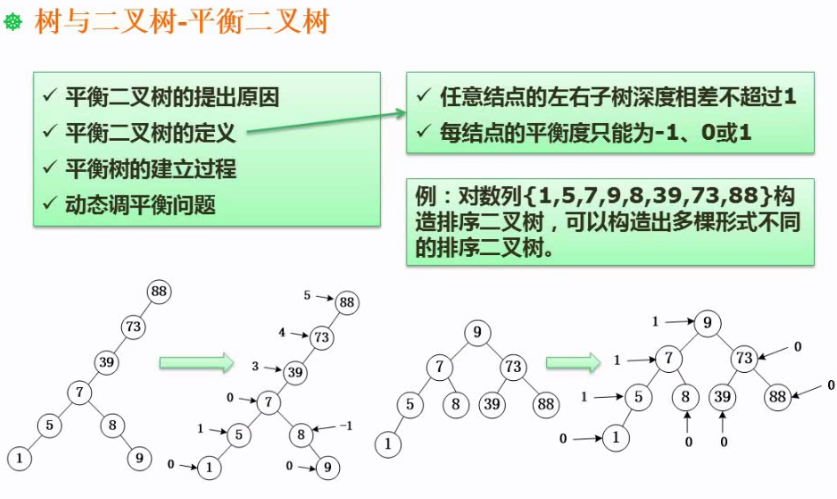 树与二叉树-平衡二叉树
✓ 平衡二叉树的提出原因
✓ 平衡二叉树的定义
✓ 平衡树的建立过程
✓ 动态调平衡问题
✓ 任意结点的左右子树深度相差不超过1
✓ 每结点的平衡度只能为-1、0或1
例：对数列{1,5,7,9,8,39,73,88}构
造排序二叉树，可以构造出多棵形式不同
的排序二叉树。
88
73
39
7
5 8
1 9
5 88
4 73
3 39
0 7
1 5 8 -1
0 1 0 9
9
7 73
5 8 39 88
1
1 9
1 7 73 0
1 5 8 39 88 0
0 1 0 0